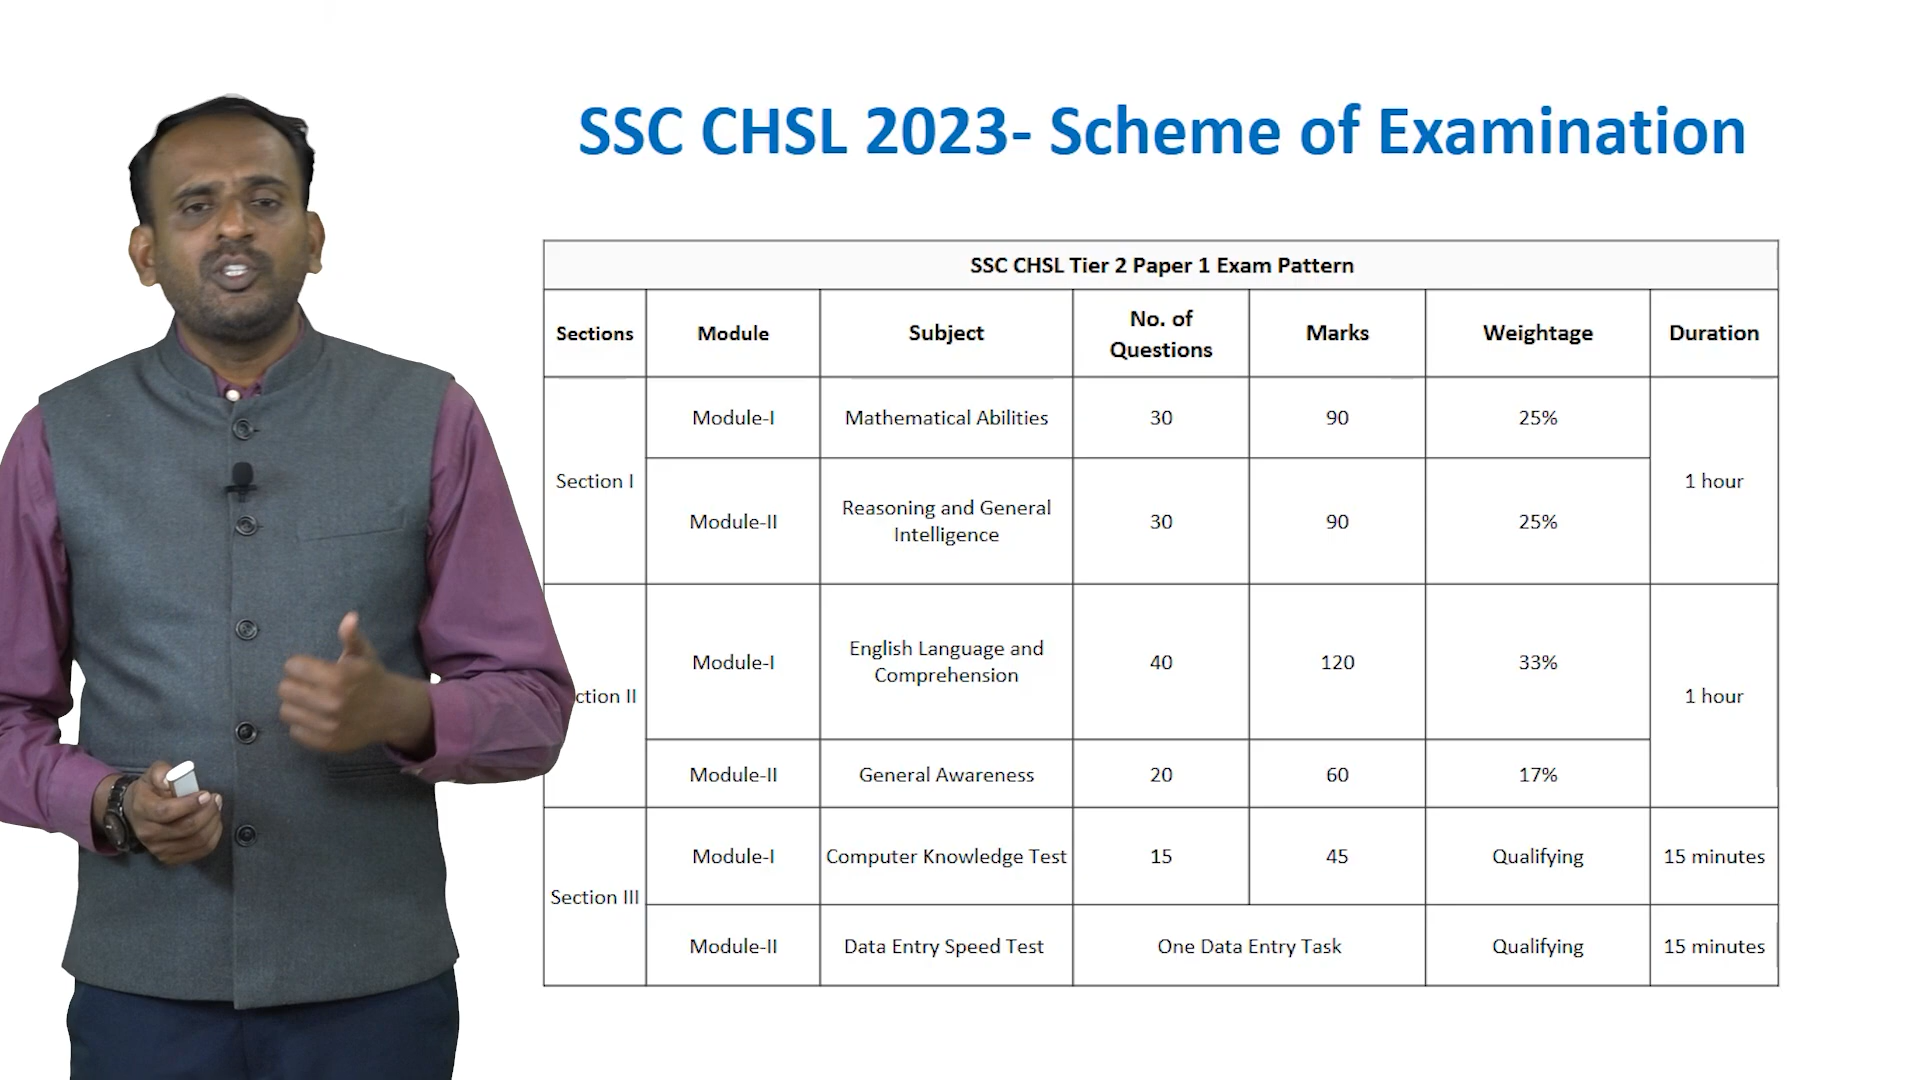 SSC CHSL 2023- Scheme of Examination
SSC CHSL Tier 2 Paper 1 Exam Pattern
Sections Module Subject No. of Questions Marks Weightage Duration
Section I Module-I Mathematical Abilities 30 90 25% 1 hour
Module-II Reasoning and General Intelligence 30 90 25%
ction II Module-I English Language and Comprehension 40 120 33% 1 hour
Module-II General Awareness 20 60 17%
Section III Module-I Computer Knowledge Test 15 45 Qualifying 15 minutes
Module-II Data Entry Speed Test One Data Entry Task Qualifying 15 minutes